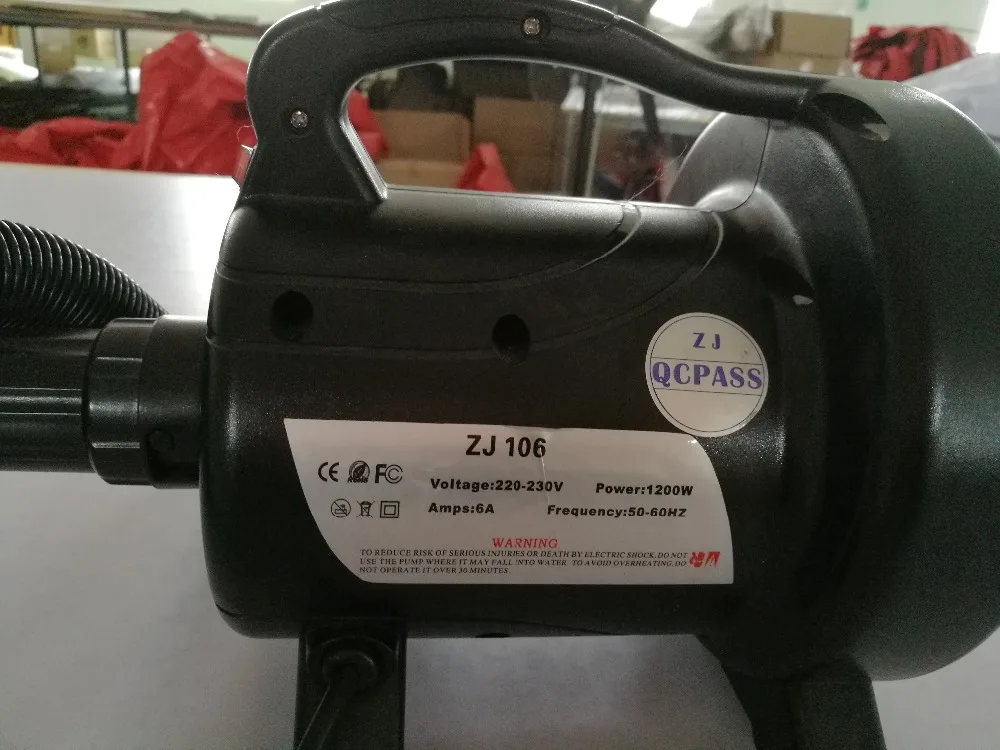 Z J
QCPASS
ZJ 106
CE FC
Voltage:220-230V Power:1200W
Amps:6A Frequency:50-60HZ
WARNING
TO REDUCE RISK OF SERIOUS INJURIES OR DEATH BY ELECTRIC SHOCK, DO NOT
USE THE PUMP WHERE IT MAY FALL INTO WATER. TO AVOID OVERHEATING, DO
NOT OPERATE IT OVER 30 MINUTES.